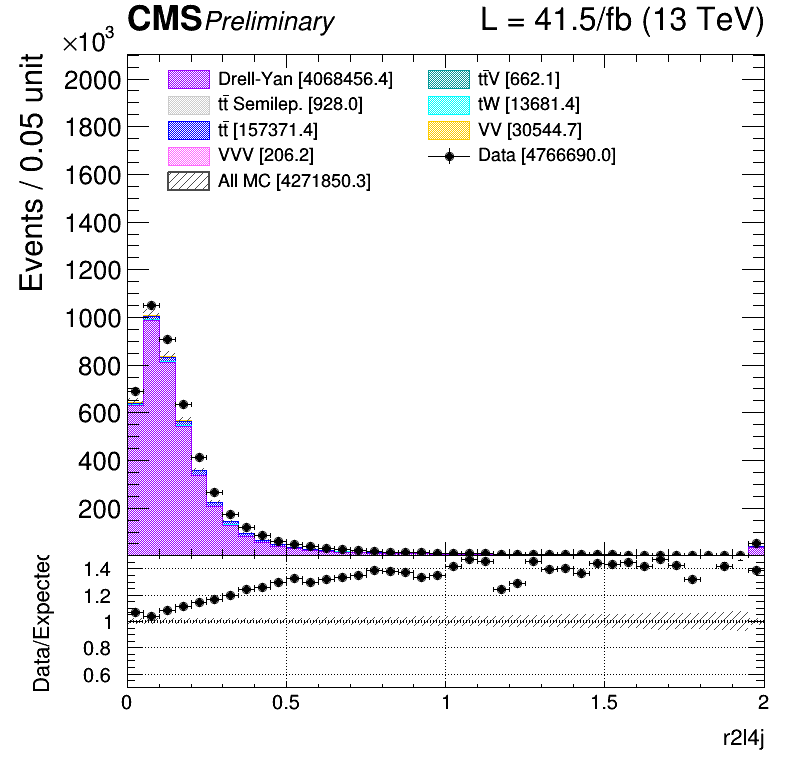 CMS Preliminary L = 41.5/fb (13 TeV)
×10³
Events / 0.05 unit
2000
1800
1600
1400
1200
1000
800
600
400
200
Drell-Yan [4068456.4]
tt̄ Semilep. [928.0]
tt̄ [157371.4]
VVV [206.2]
All MC [4271850.3]
tt̄V [662.1]
tW [13681.4]
VV [30544.7]
Data [4766690.0]
Data/Expected
1.4
1.2
1
0.8
0.6
0 0.5 1 1.5 2
r2l4j